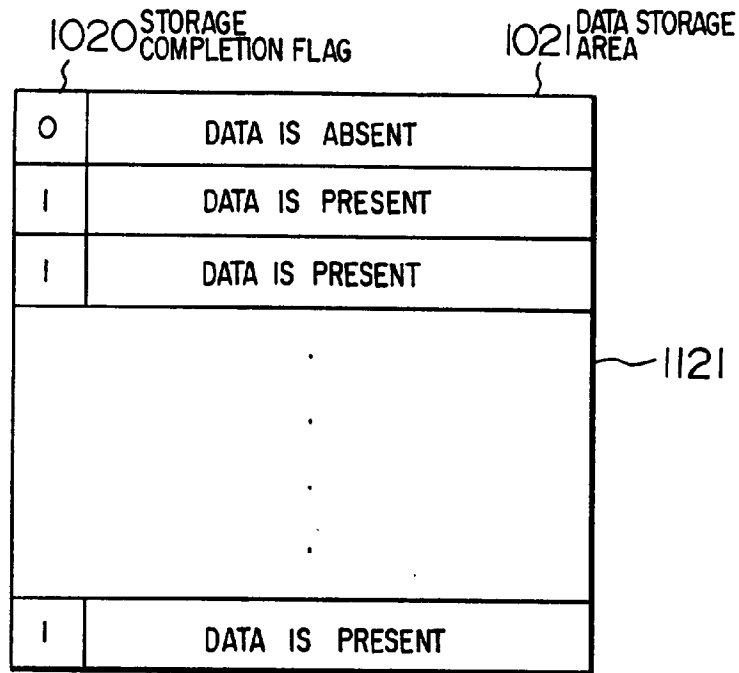 1020 STORAGE COMPLETION FLAG
1021 DATA STORAGE AREA
0 DATA IS ABSENT
1 DATA IS PRESENT
1 DATA IS PRESENT
1121
1 DATA IS PRESENT